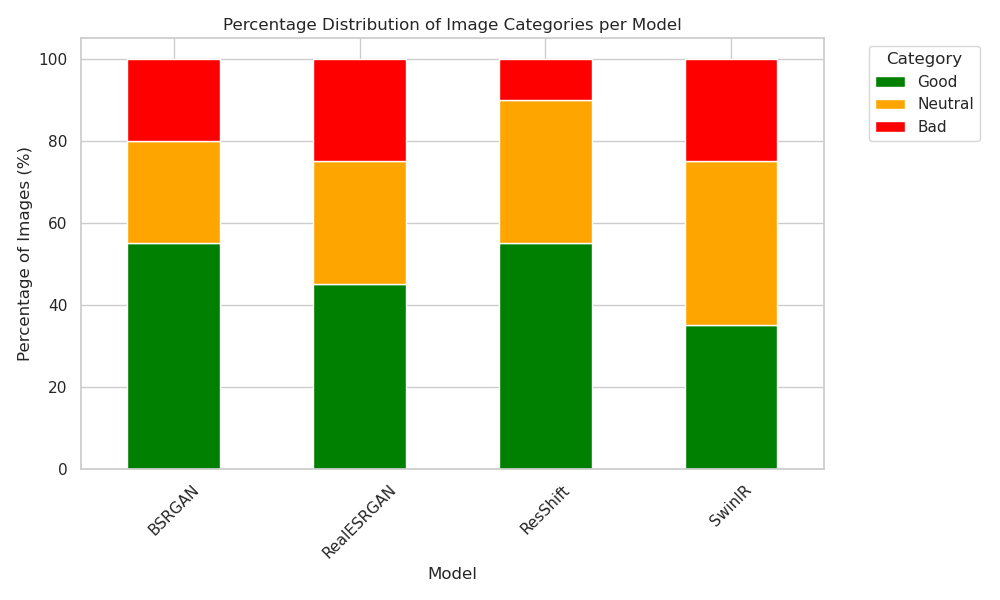 Percentage Distribution of Image Categories per Model
Category
Good
Neutral
Bad
Percentage of Images (%)
100
80
60
40
20
0
BSRGAN
RealESRGAN
ResShift
SwinIR
Model